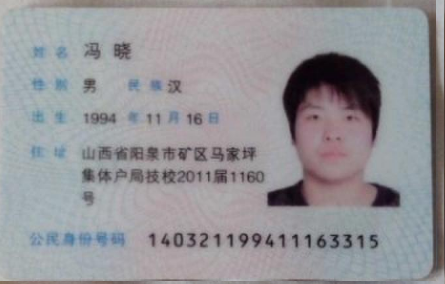 姓名 冯晓
性别 男 民族 汉
出生 1994 年 11 月 16 日
住址 山西省阳泉市矿区马家坪
集体户局技校2011届1160
号
公民身份号码 140321199411163315